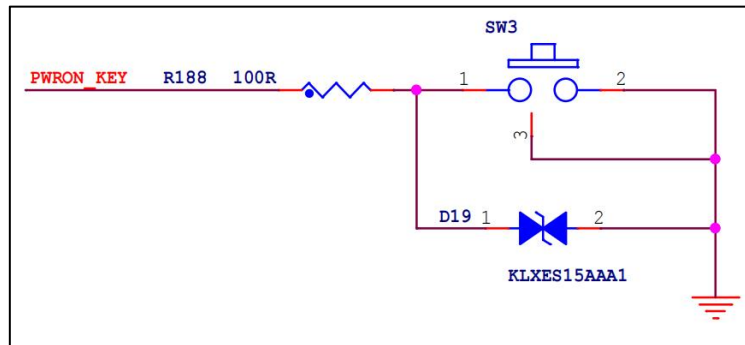 SW3
PWRON_KEY R188 100R 1 2
3
D19 1 2
KLXES15AAA1